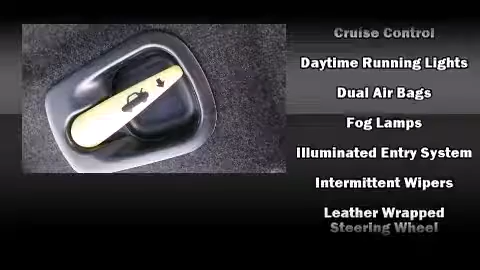 Cruise Control
Daytime Running Lights
Dual Air Bags
Fog Lamps
Illuminated Entry System
Intermittent Wipers
Leather Wrapped
Steering Wheel